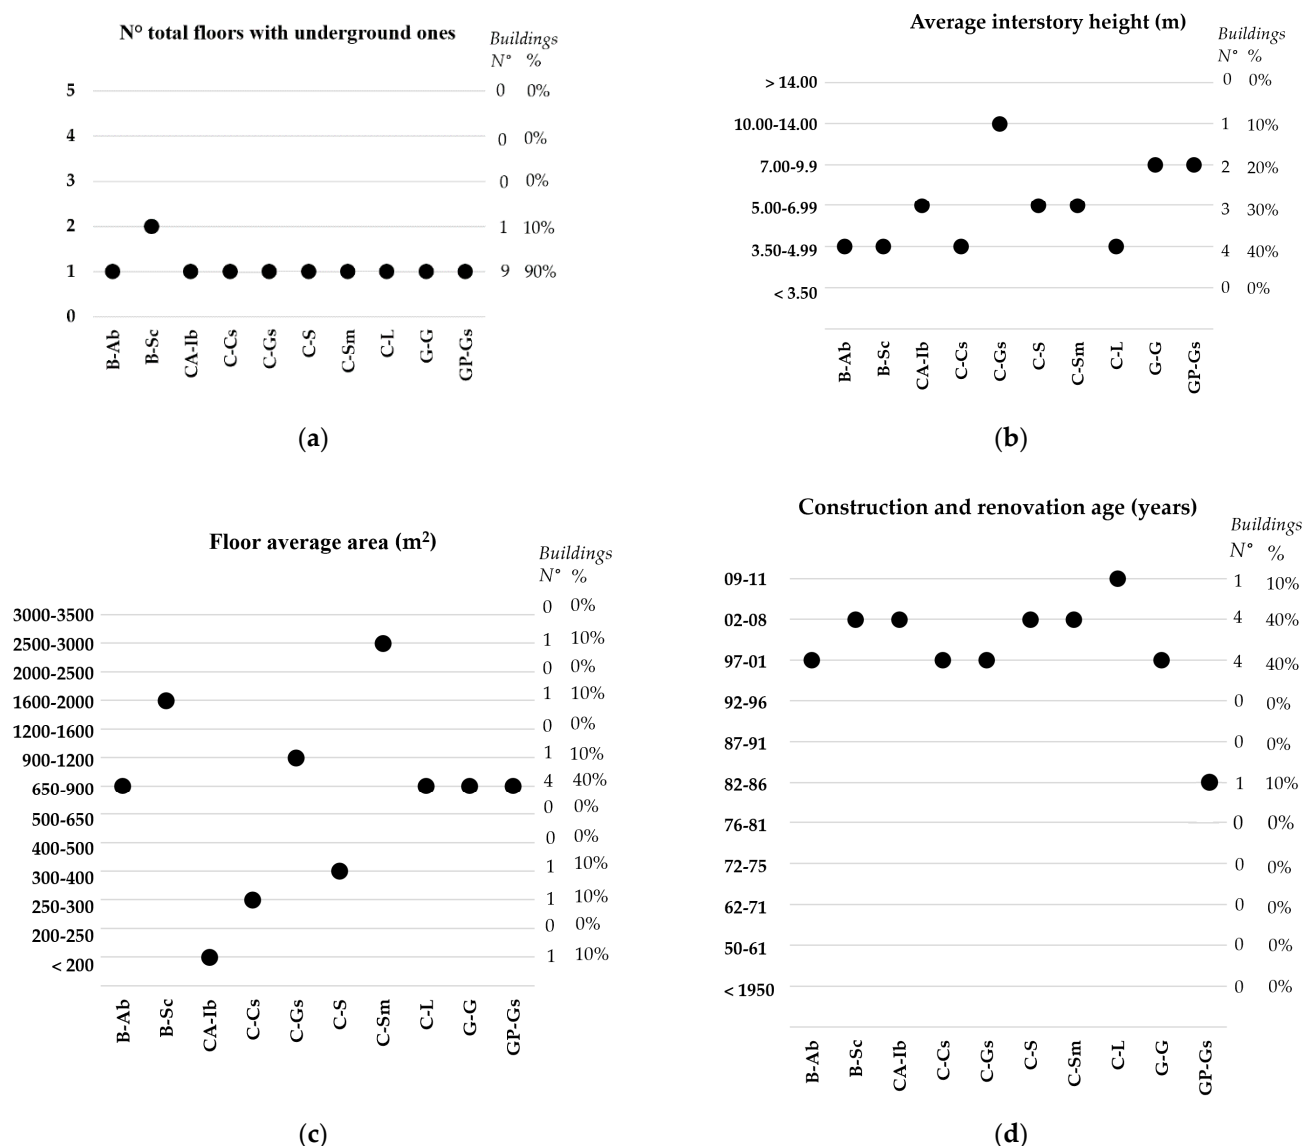 N° total floors with underground ones
Buildings
N° %
5 0 0%
4 0 0%
3 0 0%
2 1 10%
1 9 90%
0
B-Ab B-Sc CA-Ib C-Cs C-Gs C-S C-Sm C-L G-G GP-Gs
(a)
Average interstory height (m)
Buildings
N° %
> 14.00 0 0%
10.00-14.00 1 10%
7.00-9.9 2 20%
5.00-6.99 3 30%
3.50-4.99 4 40%
< 3.50 0 0%
B-Ab B-Sc CA-Ib C-Cs C-Gs C-S C-Sm C-L G-G GP-Gs
(b)
Floor average area (m²)
Buildings
N° %
3000-3500 0 0%
2500-3000 1 10%
2000-2500 0 0%
1600-2000 1 10%
1200-1600 0 0%
900-1200 1 10%
650-900 4 40%
500-650 0 0%
400-500 0 0%
300-400 1 10%
250-300 1 10%
200-250 0 0%
< 200 1 10%
B-Ab B-Sc CA-Ib C-Cs C-Gs C-S C-Sm C-L G-G GP-Gs
(c)
Construction and renovation age (years)
Buildings
N° %
09-11 1 10%
02-08 4 40%
97-01 4 40%
92-96 0 0%
87-91 0 0%
82-86 1 10%
76-81 0 0%
72-75 0 0%
62-71 0 0%
50-61 0 0%
< 1950 0 0%
B-Ab B-Sc CA-Ib C-Cs C-Gs C-S C-Sm C-L G-G GP-Gs
(d)